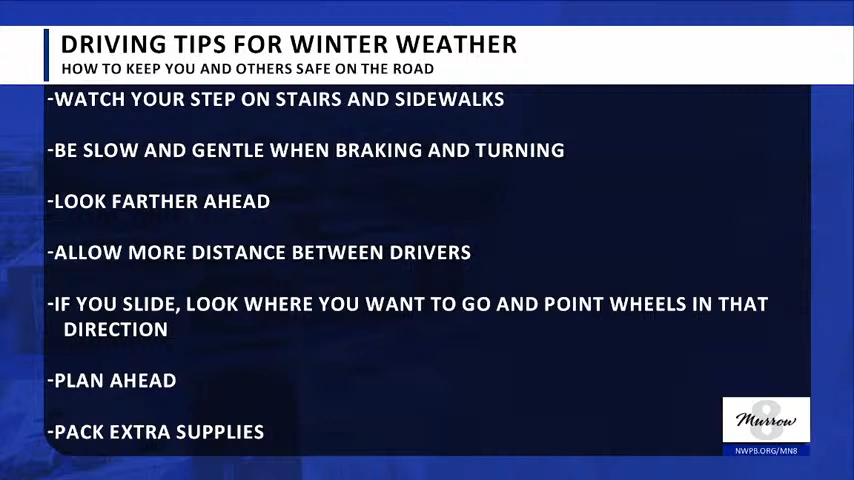 DRIVING TIPS FOR WINTER WEATHER
HOW TO KEEP YOU AND OTHERS SAFE ON THE ROAD
-WATCH YOUR STEP ON STAIRS AND SIDEWALKS
-BE SLOW AND GENTLE WHEN BRAKING AND TURNING
-LOOK FARTHER AHEAD
-ALLOW MORE DISTANCE BETWEEN DRIVERS
-IF YOU SLIDE, LOOK WHERE YOU WANT TO GO AND POINT WHEELS IN THAT
DIRECTION
-PLAN AHEAD
-PACK EXTRA SUPPLIES
8
Murrow
NWPB.ORG/MN8